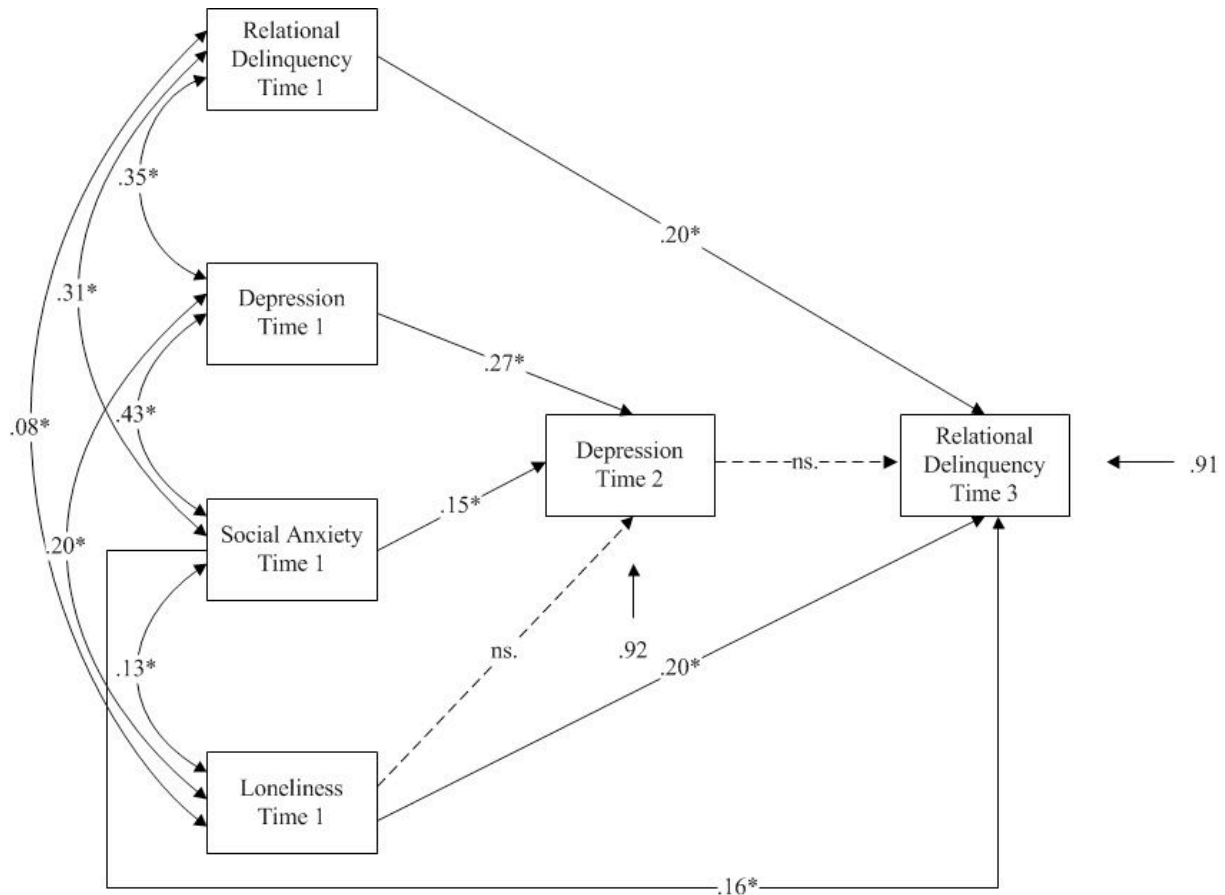 Relational
Delinquency
Time 1
.35*
.20*
.31*
Depression
Time 1
.27*
.08*
.43*
Depression
Time 2
ns.
Relational
Delinquency
Time 3
.91
.20*
Social Anxiety
Time 1
.15*
.13*
ns.
.92
.20*
Loneliness
Time 1
.16*